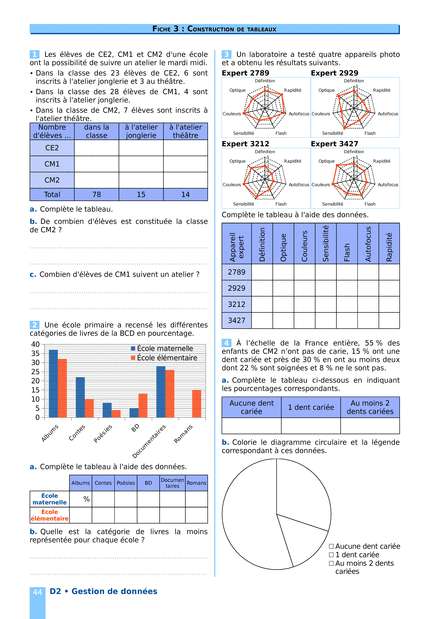 FICHE 3 : CONSTRUCTION DE TABLEAUX
1 Les élèves de CE2, CM1 et CM2 d'une école
ont la possibilité de suivre un atelier le mardi midi.
• Dans la classe des 23 élèves de CE2, 6 sont
inscrits à l'atelier jonglerie et 3 au théâtre.
• Dans la classe des 28 élèves de CM1, 4 sont
inscrits à l'atelier jonglerie.
• Dans la classe de CM2, 7 élèves sont inscrits à
l'atelier théâtre.
Nombre d'élèves ... dans la classe à l'atelier jonglerie à l'atelier théâtre
CE2
CM1
CM2
Total 78 15 14
a. Complète le tableau.
b. De combien d'élèves est constituée la classe
de CM2 ?
c. Combien d'élèves de CM1 suivent un atelier ?
2 Une école primaire a recensé les différentes
catégories de livres de la BCD en pourcentage.
40
35
30
25
20
15
10
5
0
École maternelle
École élémentaire
Albums Contes Poésies BD Documentaires Romans
a. Complète le tableau à l'aide des données.
Albums Contes Poésies BD Documen taires Romans
École maternelle %
École élémentaire
b. Quelle est la catégorie de livres la moins
représentée pour chaque école ?
3 Un laboratoire a testé quatre appareils photo
et a obtenu les résultats suivants.
Expert 2789 Expert 2929
Définition Rapidité Autofocus Flash Sensibilité Couleurs Optique
Définition Rapidité Autofocus Flash Sensibilité Couleurs Optique
Expert 3212 Expert 3427
Définition Rapidité Autofocus Flash Sensibilité Couleurs Optique
Définition Rapidité Autofocus Flash Sensibilité Couleurs Optique
Complète le tableau à l'aide des données.
Appareil expert Définition Optique Couleurs Sensibilité Flash Autofocus Rapidité
2789
2929
3212
3427
4 À l'échelle de la France entière, 55 % des
enfants de CM2 n'ont pas de carie, 15 % ont une
dent cariée et près de 30 % en ont au moins deux
dont 22 % sont soignées et 8 % ne le sont pas.
a. Complète le tableau ci-dessous en indiquant
les pourcentages correspondants.
Aucune dent cariée 1 dent cariée Au moins 2 dents cariées
b. Colorie le diagramme circulaire et la légende
correspondant à ces données.
Aucune dent cariée
1 dent cariée
Au moins 2 dents
cariées
44 D2 • Gestion de données